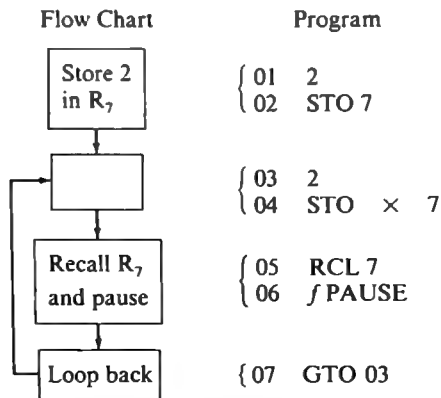 Flow Chart Program
Store 2
in R₇
{ 01 2
02 STO 7
{ 03 2
04 STO × 7
Recall R₇
and pause
{ 05 RCL 7
06 f PAUSE
Loop back
{ 07 GTO 03